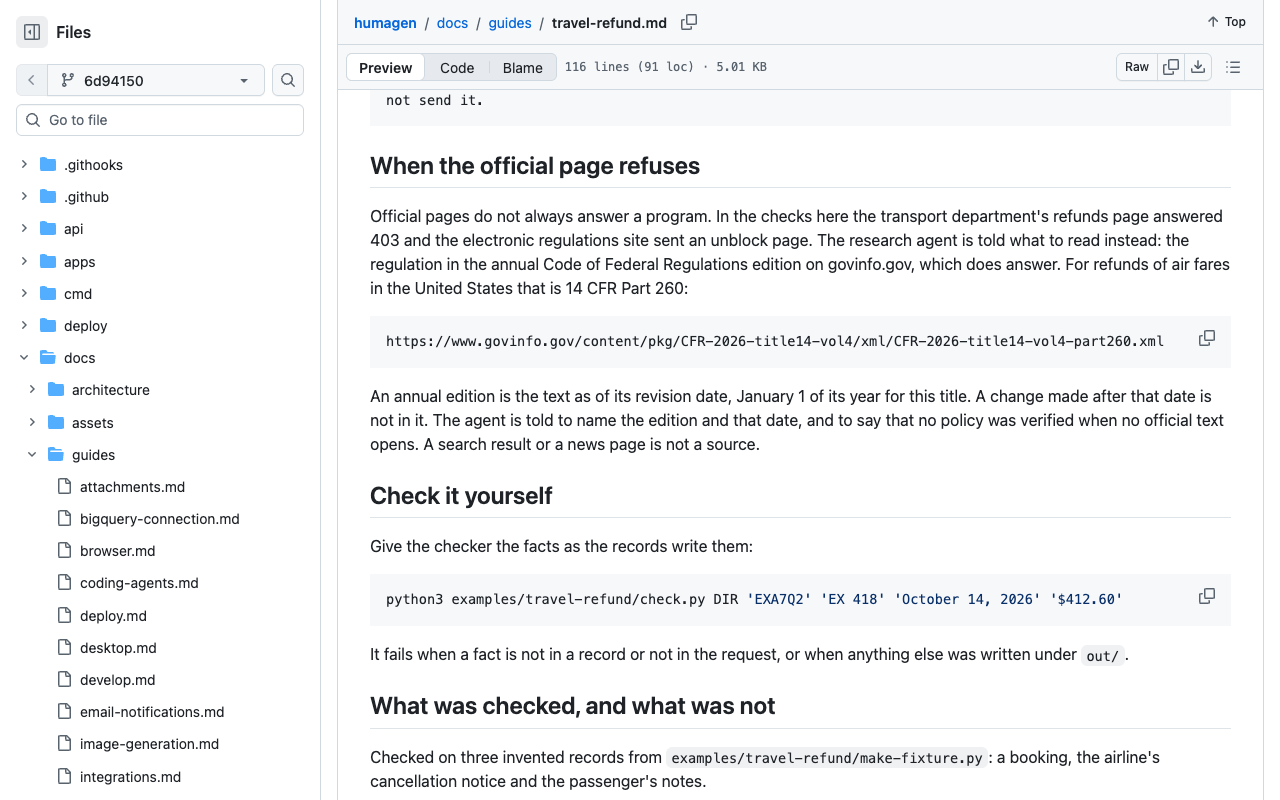 Files
6d94150
Go to file
.githooks
.github
api
apps
cmd
deploy
docs
architecture
assets
guides
attachments.md
bigquery-connection.md
browser.md
coding-agents.md
deploy.md
desktop.md
develop.md
email-notifications.md
image-generation.md
integrations.md
humagen / docs / guides / travel-refund.md
Top
Preview Code Blame 116 lines (91 loc) · 5.01 KB
Raw
not send it.
When the official page refuses
Official pages do not always answer a program. In the checks here the transport department's refunds page answered
403 and the electronic regulations site sent an unblock page. The research agent is told what to read instead: the
regulation in the annual Code of Federal Regulations edition on govinfo.gov, which does answer. For refunds of air fares
in the United States that is 14 CFR Part 260:
https://www.govinfo.gov/content/pkg/CFR-2026-title14-vol4/xml/CFR-2026-title14-vol4-part260.xml
An annual edition is the text as of its revision date, January 1 of its year for this title. A change made after that date is
not in it. The agent is told to name the edition and that date, and to say that no policy was verified when no official text
opens. A search result or a news page is not a source.
Check it yourself
Give the checker the facts as the records write them:
python3 examples/travel-refund/check.py DIR 'EXA7Q2' 'EX 418' 'October 14, 2026' '$412.60'
It fails when a fact is not in a record or not in the request, or when anything else was written under out/.
What was checked, and what was not
Checked on three invented records from examples/travel-refund/make-fixture.py: a booking, the airline's
cancellation notice and the passenger's notes.